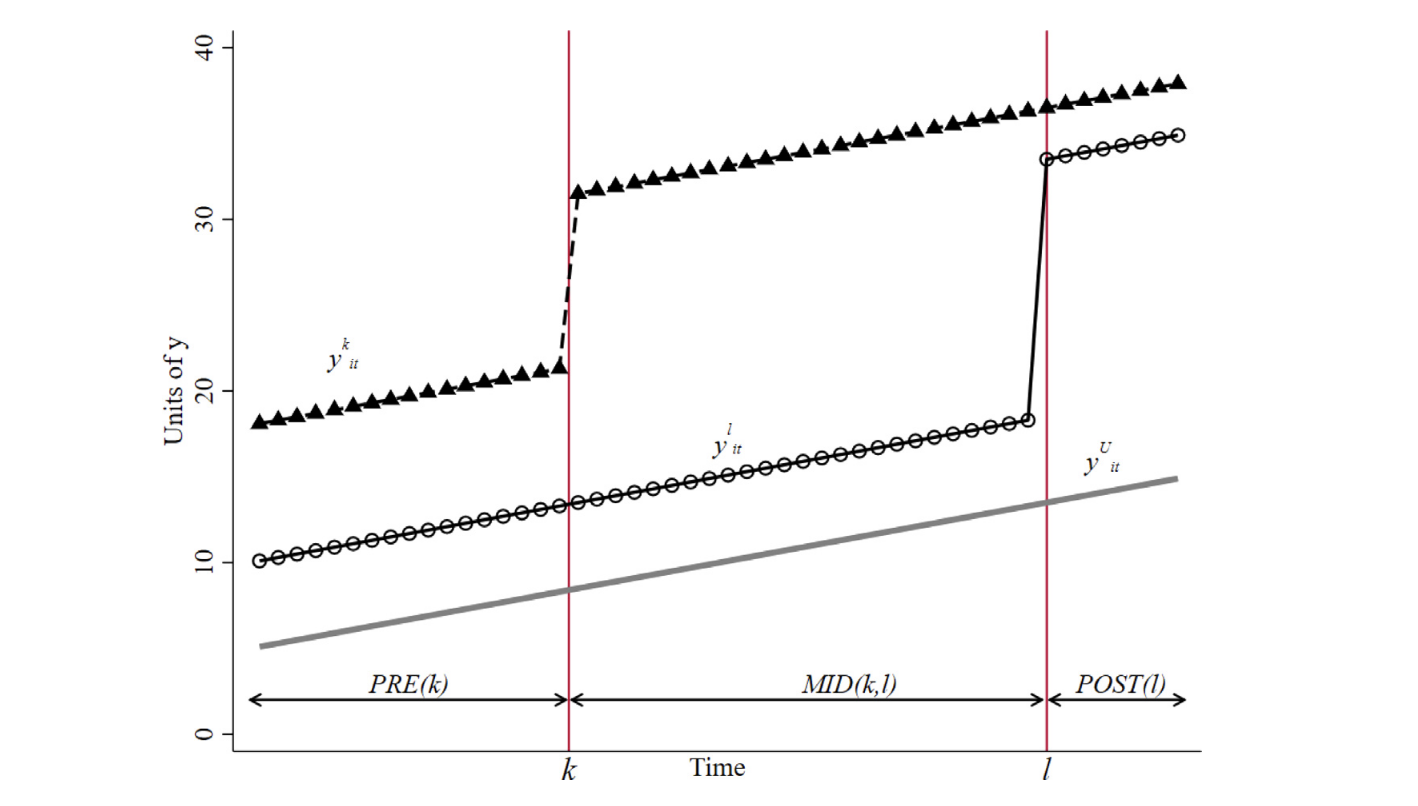 Units of y
40
30
20
10
0
y^k_it
y^l_it
y^U_it
PRE(k)
MID(k,l)
POST(l)
k
Time
l